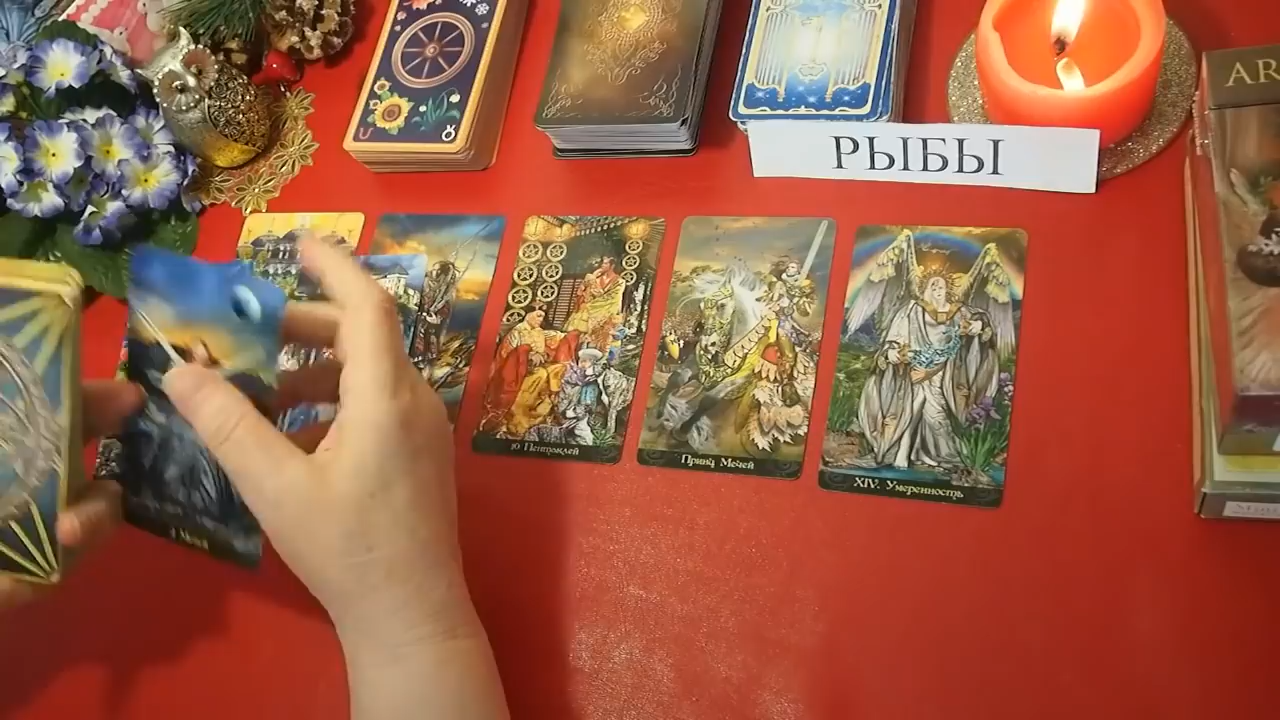 AR
РЫБЫ
10 Пентаклей
Принц Мечей
XIV. Умеренность